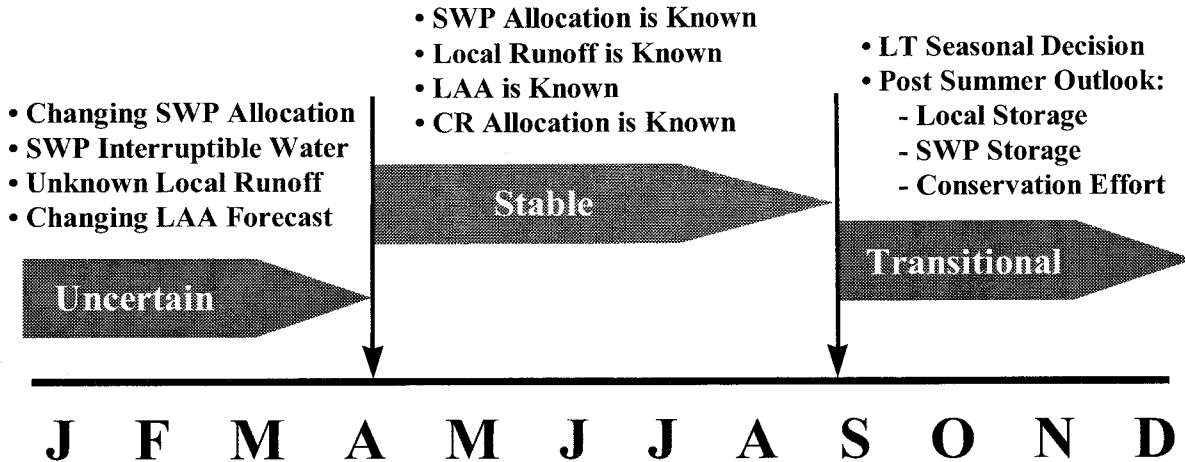 • Changing SWP Allocation
• SWP Interruptible Water
• Unknown Local Runoff
• Changing LAA Forecast
Uncertain
• SWP Allocation is Known
• Local Runoff is Known
• LAA is Known
• CR Allocation is Known
Stable
• LT Seasonal Decision
• Post Summer Outlook:
- Local Storage
- SWP Storage
- Conservation Effort
Transitional
J F M A M J J A S O N D